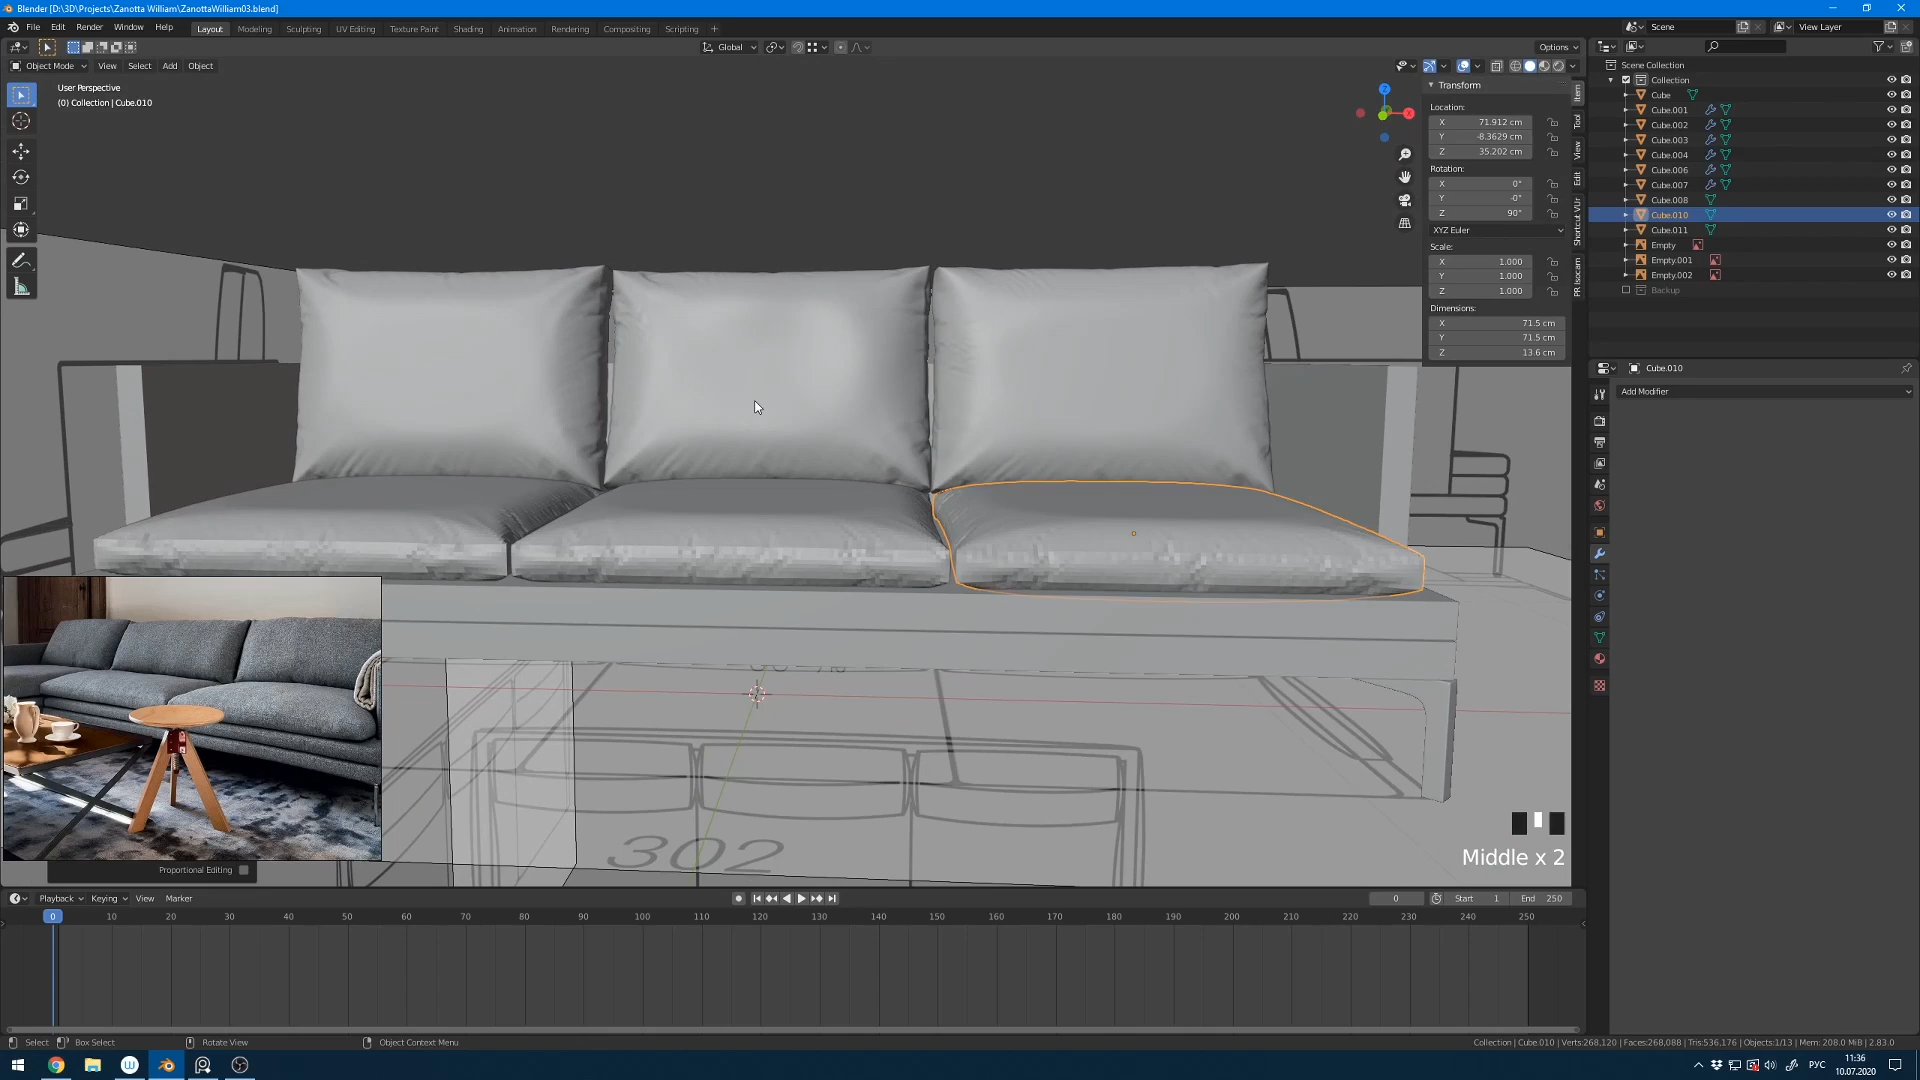 Blender [D:\3D\Projects\Zanotta William\ZanottaWilliam03.blend]
File Edit Render Window Help
Layout Modeling Sculpting UV Editing Texture Paint Shading Animation Rendering Compositing Scripting +
Scene
View Layer
Global
Options
Object Mode View Select Add Object
User Perspective
(0) Collection | Cube.010
Transform
Location:
X 71.912 cm
Y -8.3629 cm
Z 35.202 cm
Rotation:
X 0°
Y -0°
Z 90°
XYZ Euler
Scale:
X 1.000
Y 1.000
Z 1.000
Dimensions:
X 71.5 cm
Y 71.5 cm
Z 13.6 cm
Item
Tool
View
Edit
Shortcut VUr
PR Isocam
Scene Collection
Collection
Cube
Cube.001
Cube.002
Cube.003
Cube.004
Cube.006
Cube.007
Cube.008
Cube.010
Cube.011
Empty
Empty.001
Empty.002
Backup
Cube.010
Add Modifier
302
Middle x 2
Proportional Editing
Playback Keying View Marker
0
Start 1
End 250
0 10 20 30 40 50 60 70 80 90 100 110 120 130 140 150 160 170 180 190 200 210 220 230 240 250
Select Box Select Rotate View Object Context Menu
Collection | Cube.010 | Verts:268,120 | Faces:268,088 | Tris:536,176 | Objects:1/13 | Mem: 208.0 MiB | 2.83.0
РУС
11:36
10.07.2020